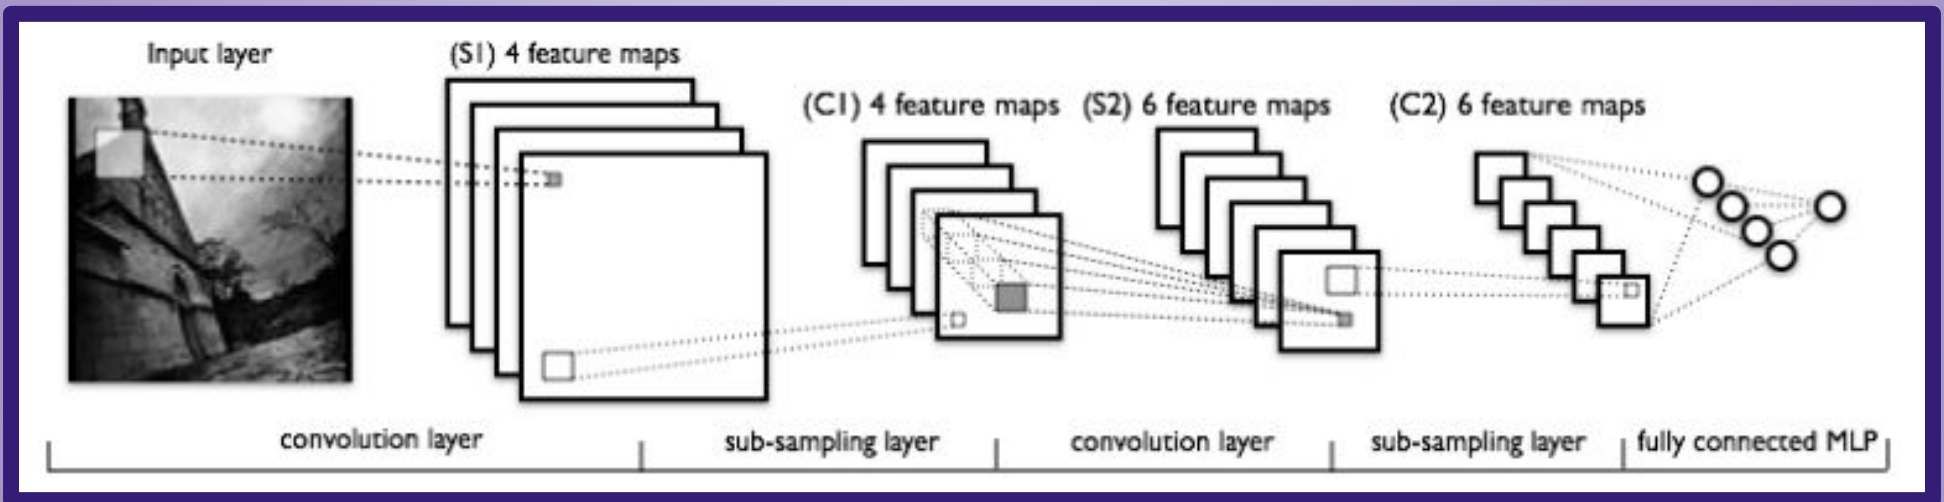 Input layer
(S1) 4 feature maps
(C1) 4 feature maps
(S2) 6 feature maps
(C2) 6 feature maps
convolution layer
sub-sampling layer
convolution layer
sub-sampling layer
fully connected MLP